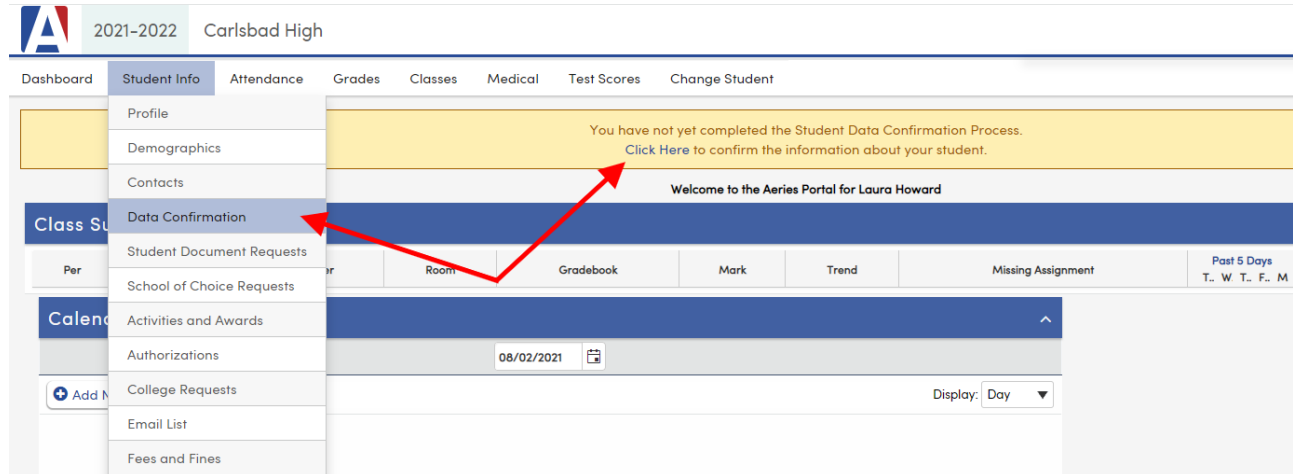 2021-2022 Carlsbad High
Dashboard Student Info Attendance Grades Classes Medical Test Scores Change Student
Profile
Demographics
Contacts
Data Confirmation
Student Document Requests
School of Choice Requests
Activities and Awards
Authorizations
College Requests
Email List
Fees and Fines
You have not yet completed the Student Data Confirmation Process.
Click Here to confirm the information about your student.
Welcome to the Aeries Portal for Laura Howard
Class Su
Per Room Gradebook Mark Trend Missing Assignment Past 5 Days
T.. W T.. F.. M
Calend
08/02/2021
Add N Display: Day